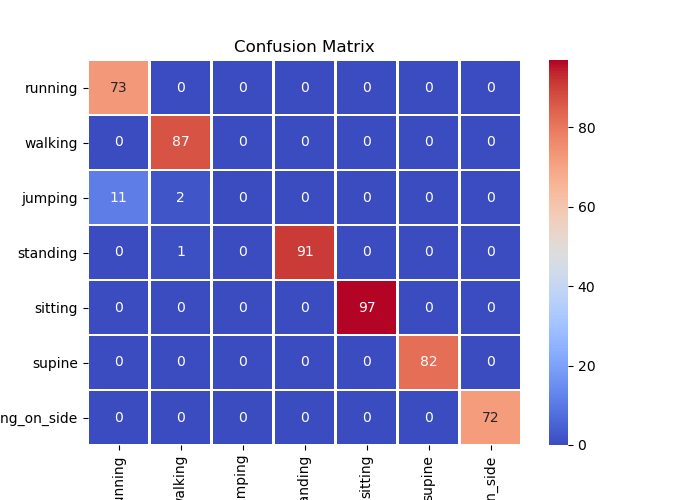 Confusion Matrix
running 73 0 0 0 0 0 0
walking 0 87 0 0 0 0 0
jumping 11 2 0 0 0 0 0
standing 0 1 0 91 0 0 0
sitting 0 0 0 0 97 0 0
supine 0 0 0 0 0 82 0
ng_on_side 0 0 0 0 0 0 72
unning
alking
mping
anding
sitting
supine
n_side
80
60
40
20
0